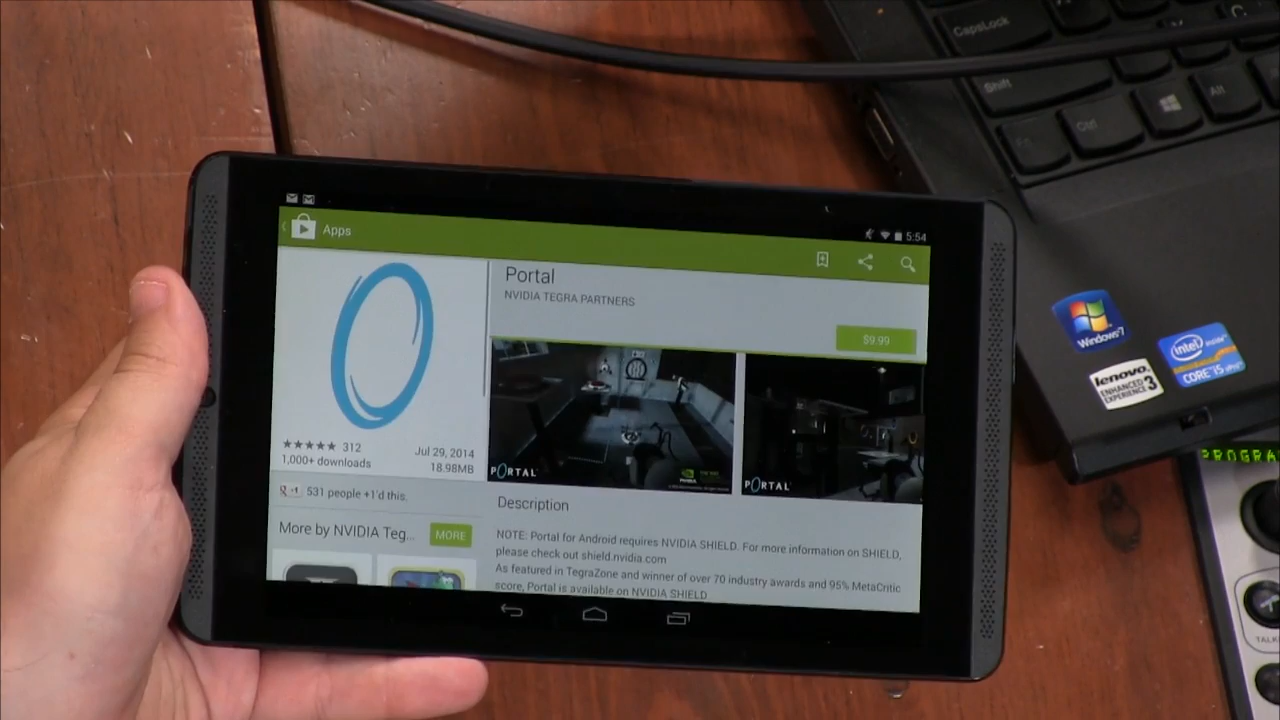 5:54
Apps
Portal
NVIDIA TEGRA PARTNERS
$9.99
PORTAL
PORTAL
312
1,000+ downloads
Jul 29, 2014
18.98MB
+1
531 people +1'd this.
More by NVIDIA Teg...
MORE
Description
NOTE: Portal for Android requires NVIDIA SHIELD. For more information on SHIELD,
please check out shield.nvidia.com
As featured in TegraZone and winner of over 70 industry awards and 95% MetaCritic
score, Portal is available on NVIDIA SHIELD
CapsLock
Shift
Fn
Ctrl
Alt
Windows 7
intel inside
CORE i5
lenovo
ENHANCED
EXPERIENCE 3
PROGRA
TALK